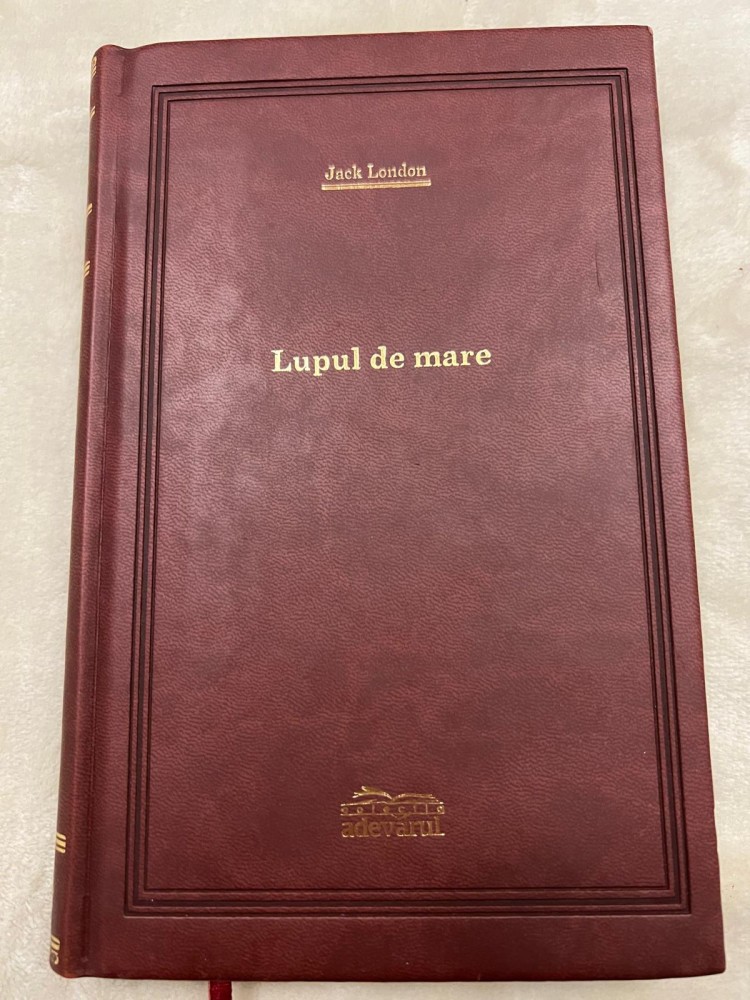 Jack London
Lupul de mare
colecția
adevărul